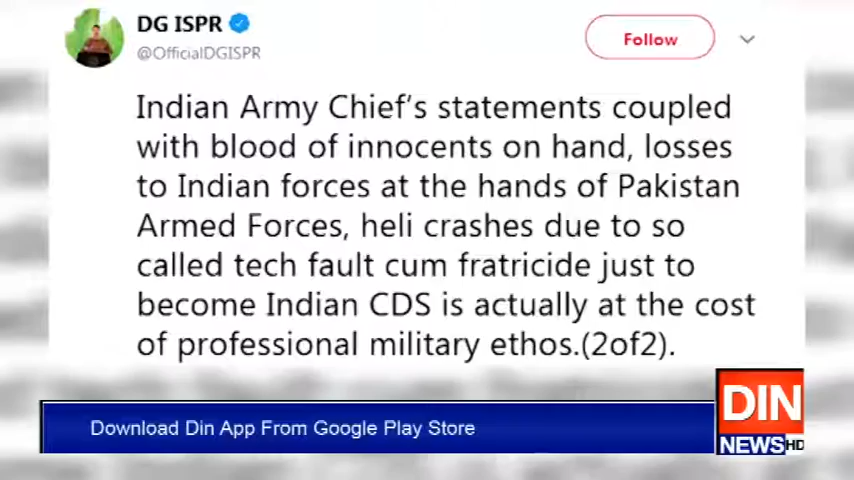 DG ISPR
@OfficialDGISPR
Follow
Indian Army Chief's statements coupled
with blood of innocents on hand, losses
to Indian forces at the hands of Pakistan
Armed Forces, heli crashes due to so
called tech fault cum fratricide just to
become Indian CDS is actually at the cost
of professional military ethos.(2of2).
Download Din App From Google Play Store
DIN
NEWS HD